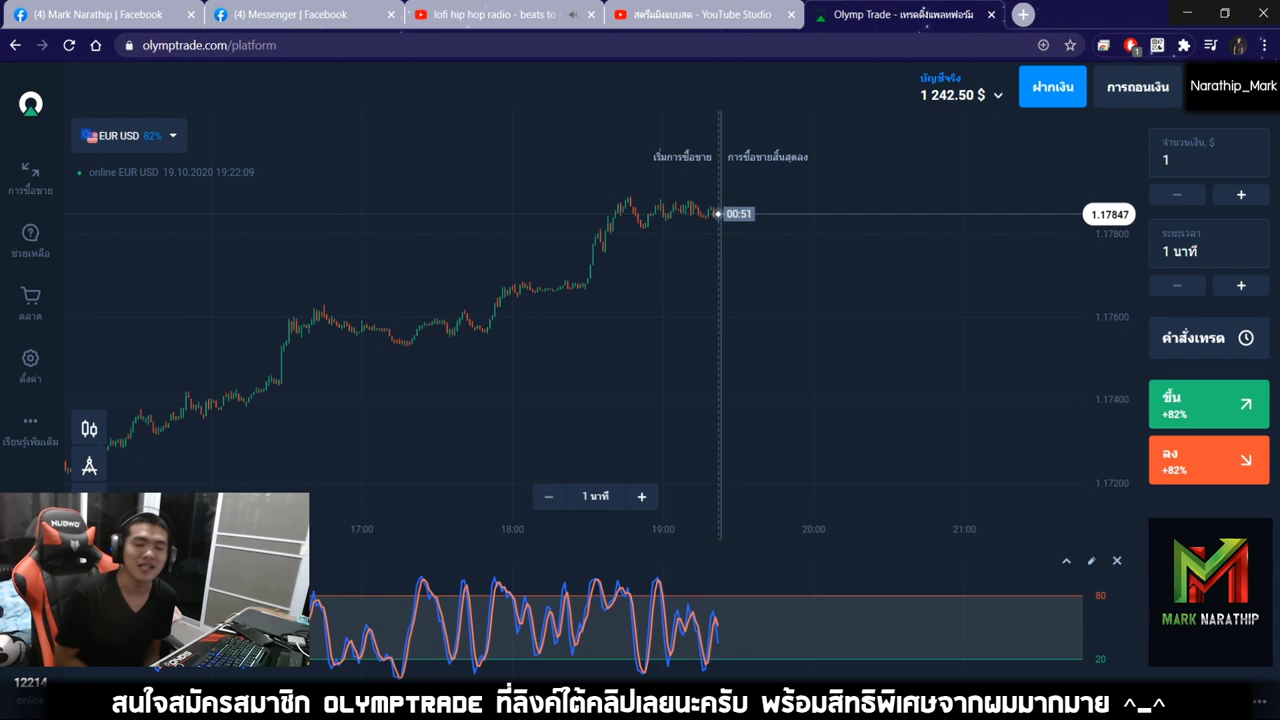 (4) Mark Narathip | Facebook
(4) Messenger | Facebook
lofi hip hop radio - beats to
สตรีมมิงแบบสด - YouTube Studio
Olymp Trade - เทรดดิ้งแพลทฟอร์ม
olymptrade.com/platform
1
บัญชีจริง
1 242.50 $
ฝากเงิน
การถอนเงิน
Narathip_Mark
EUR USD 82%
online EUR USD 19.10.2020 19:22:09
เริ่มการซื้อขาย
การซื้อขายสิ้นสุดลง
00:51
1.17847
1.17800
1.17600
1.17400
1.17200
การซื้อขาย
ช่วยเหลือ
ตลาด
ตั้งค่า
เรียนรู้เพิ่มเติม
จำนวนเงิน, $
1
ระยะเวลา
1 นาที
คำสั่งเทรด
ขึ้น
+82%
ลง
+82%
1 นาที
17:00
18:00
19:00
20:00
21:00
80
20
NUBWO
MARK NARATHIP
12214
online
สนใจสมัครสมาชิก OLYMPTRADE ที่ลิงค์ใต้คลิปเลยนะครับ พร้อมสิทธิพิเศษจากผมมากมาย ^_^